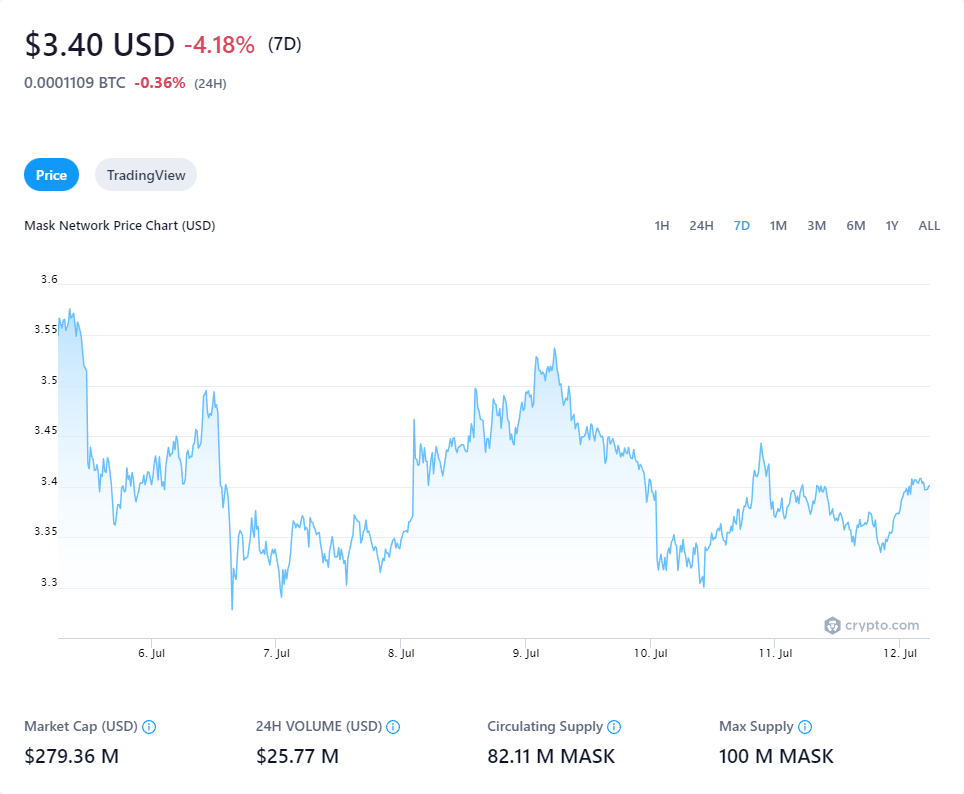 $3.40 USD -4.18% (7D)
0.0001109 BTC -0.36% (24H)
Price TradingView
Mask Network Price Chart (USD) 1H 24H 7D 1M 3M 6M 1Y ALL
3.6
3.55
3.5
3.45
3.4
3.35
3.3
crypto.com
6. Jul 7. Jul 8. Jul 9. Jul 10. Jul 11. Jul 12. Jul
Market Cap (USD) 24H VOLUME (USD) Circulating Supply Max Supply
$279.36 M $25.77 M 82.11 M MASK 100 M MASK